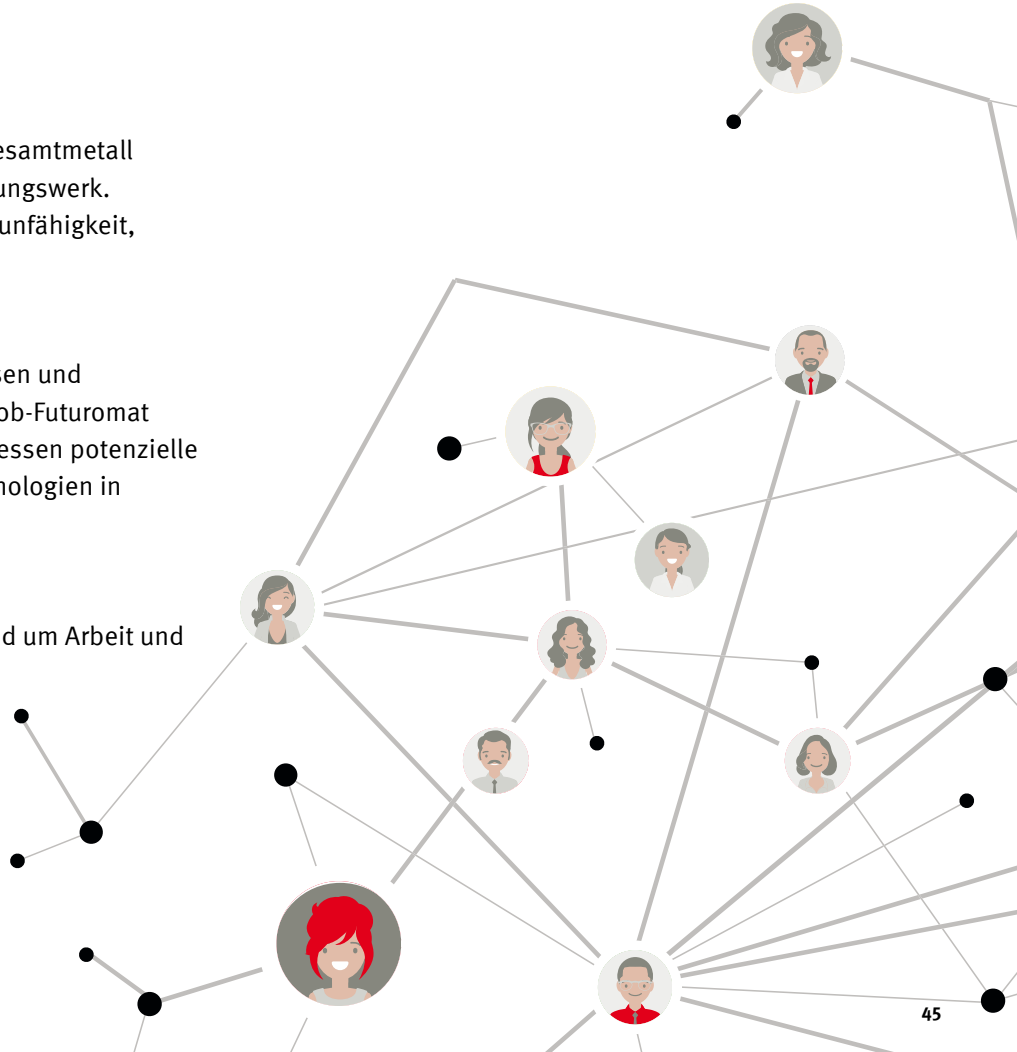 esamtmetall
ungswerk.
unfähigkeit,
sen und
ob-Futuromat
essen potenzielle
nologien in
d um Arbeit und
45